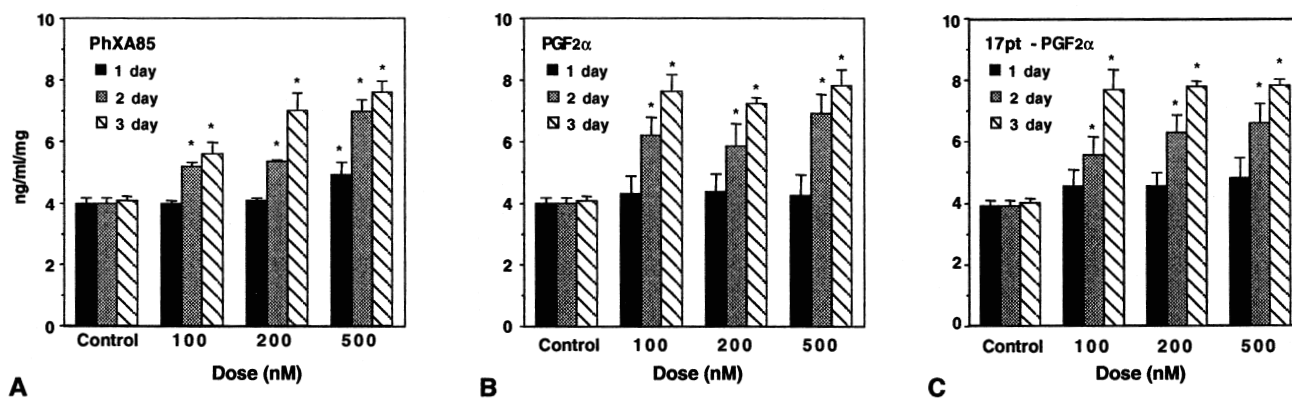 ng/ml/mg
10
8
6
4
2
0
PhXA85
1 day
2 day
3 day
*
*
*
*
*
*
*
Control
100
200
500
Dose (nM)
A
10
8
6
4
2
0
PGF2α
1 day
2 day
3 day
*
*
*
*
*
*
Control
100
200
500
Dose (nM)
B
10
8
6
4
2
0
17pt - PGF2α
1 day
2 day
3 day
*
*
*
*
*
*
Control
100
200
500
Dose (nM)
C